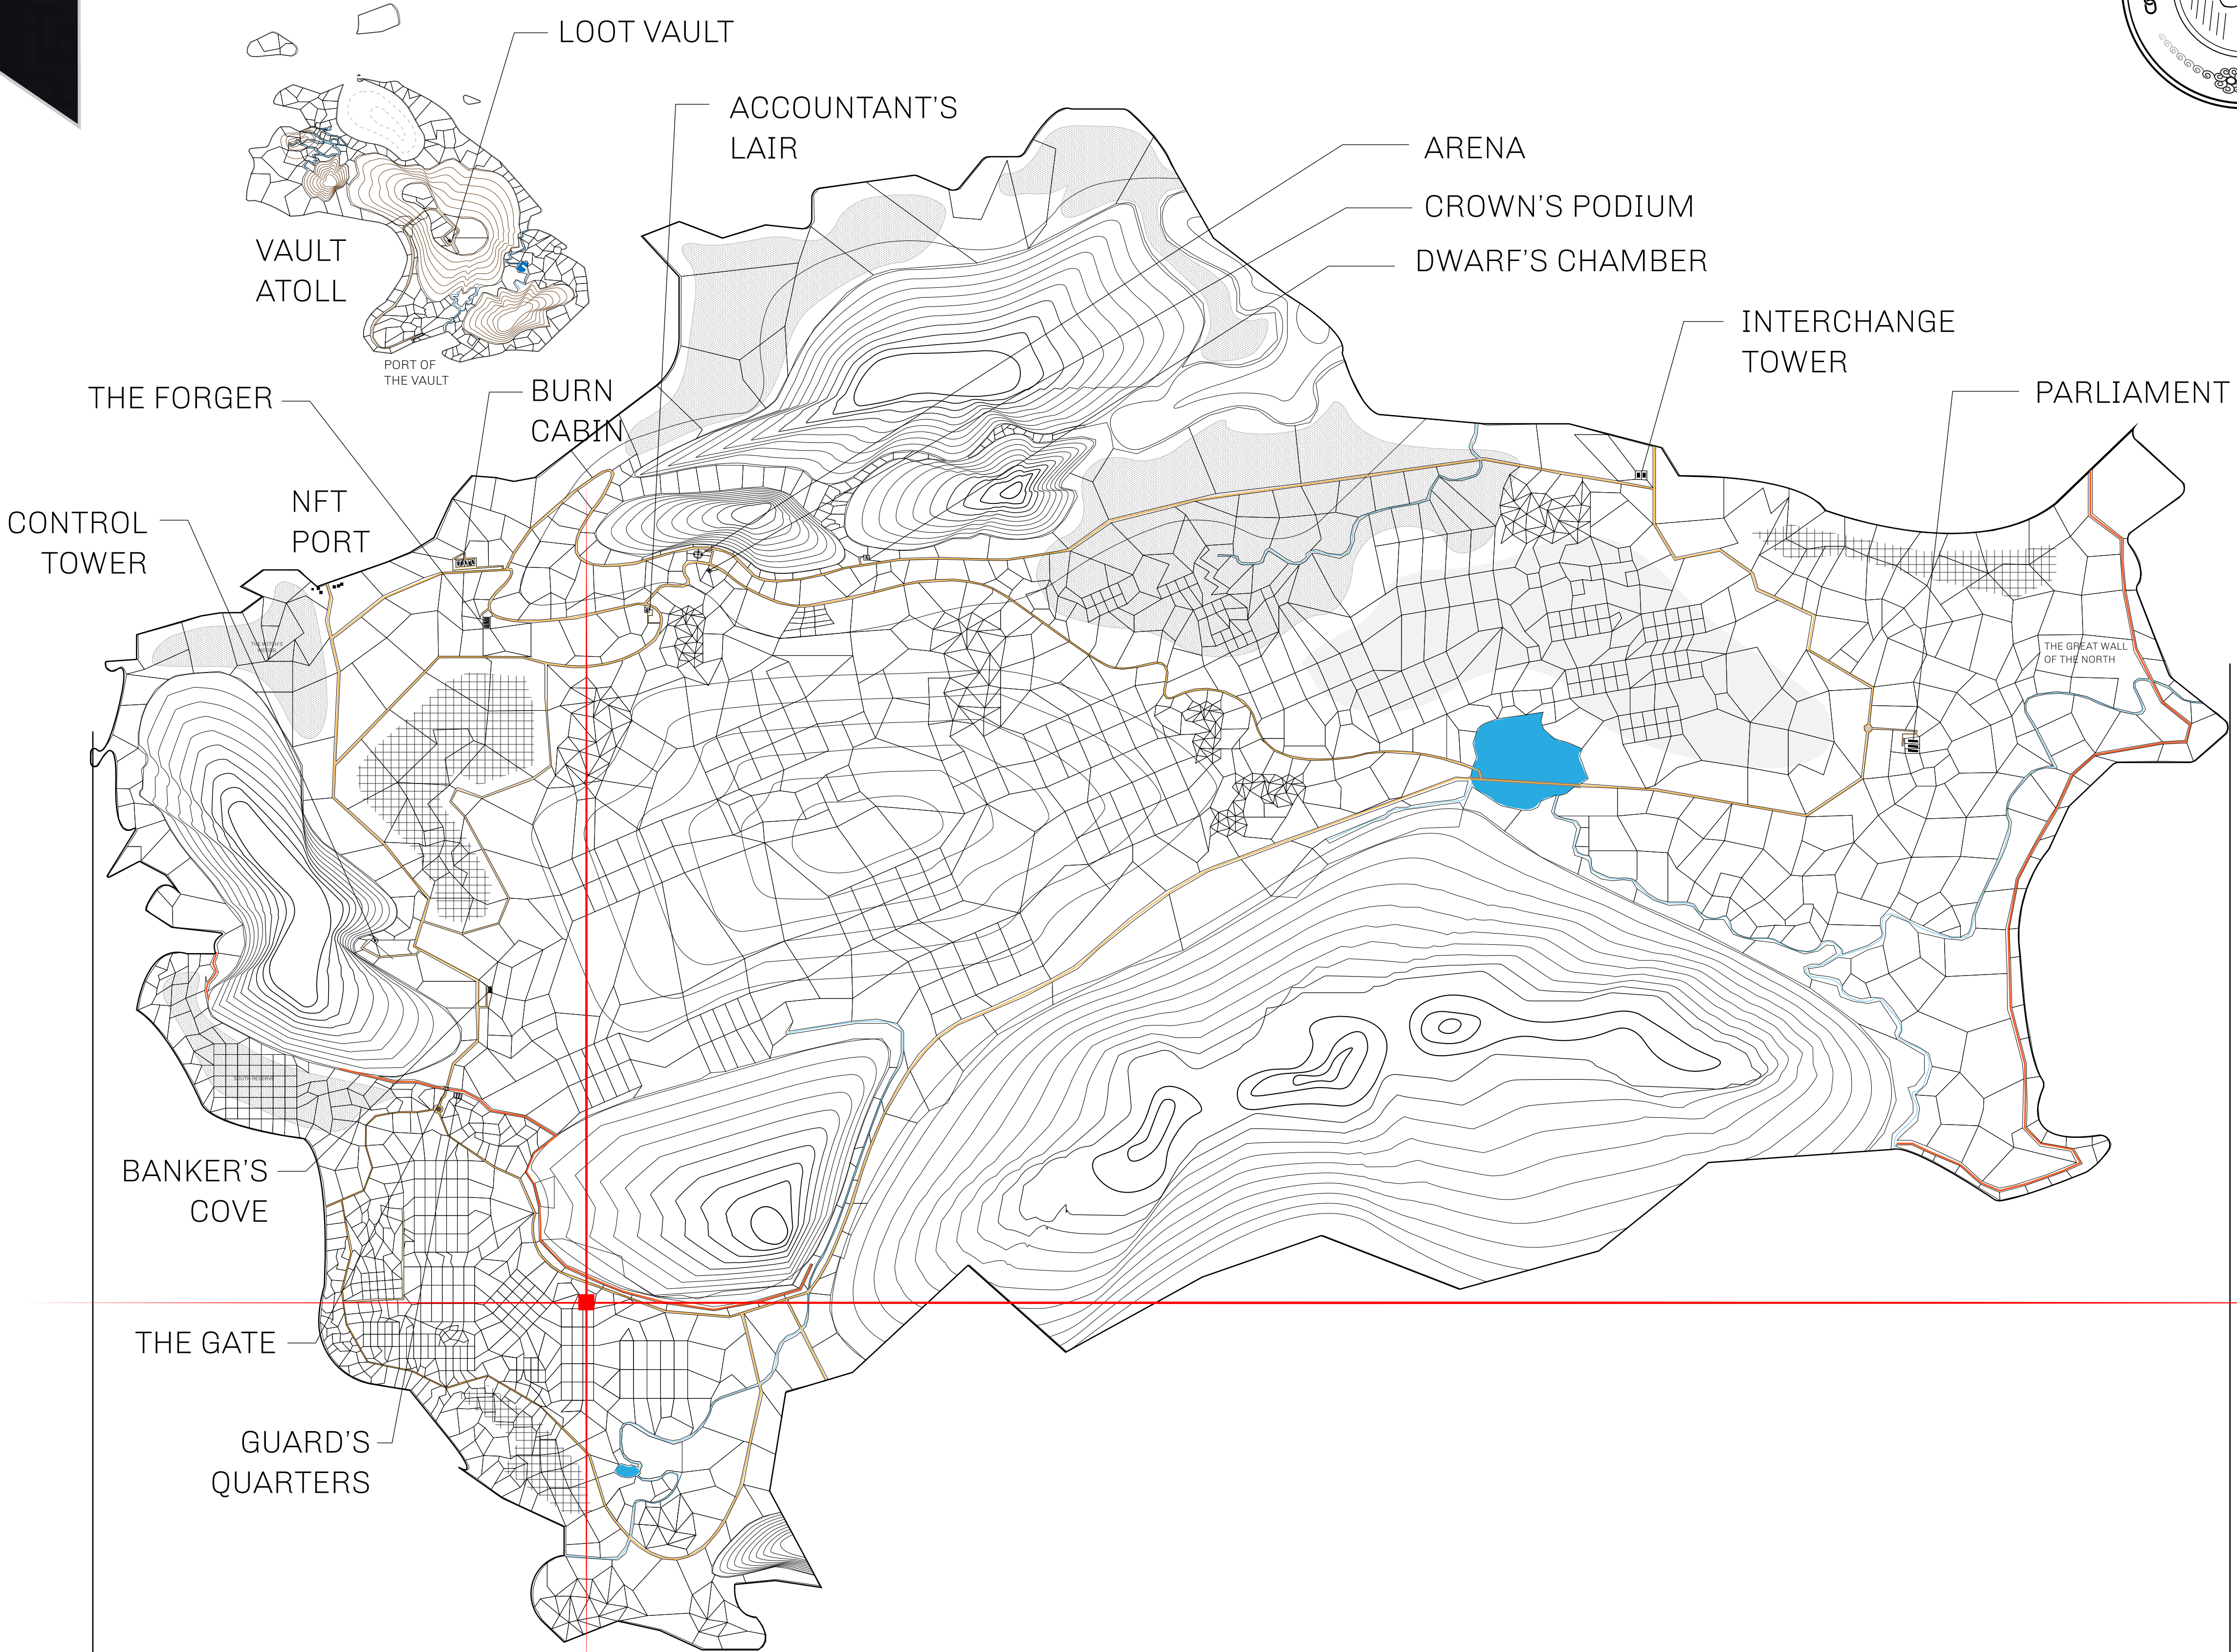 LOOT VAULT
ACCOUNTANT'S
LAIR
ARENA
CROWN'S PODIUM
DWARF'S CHAMBER
VAULT
ATOLL
INTERCHANGE
TOWER
PORT OF
THE VAULT
THE FORGER
BURN
CABIN
PARLIAMENT
NFT
PORT
CONTROL
TOWER
THE GREAT WALL
OF THE NORTH
SOUTH RESERVE
BANKER'S
COVE
THE GATE
GUARD'S
QUARTERS